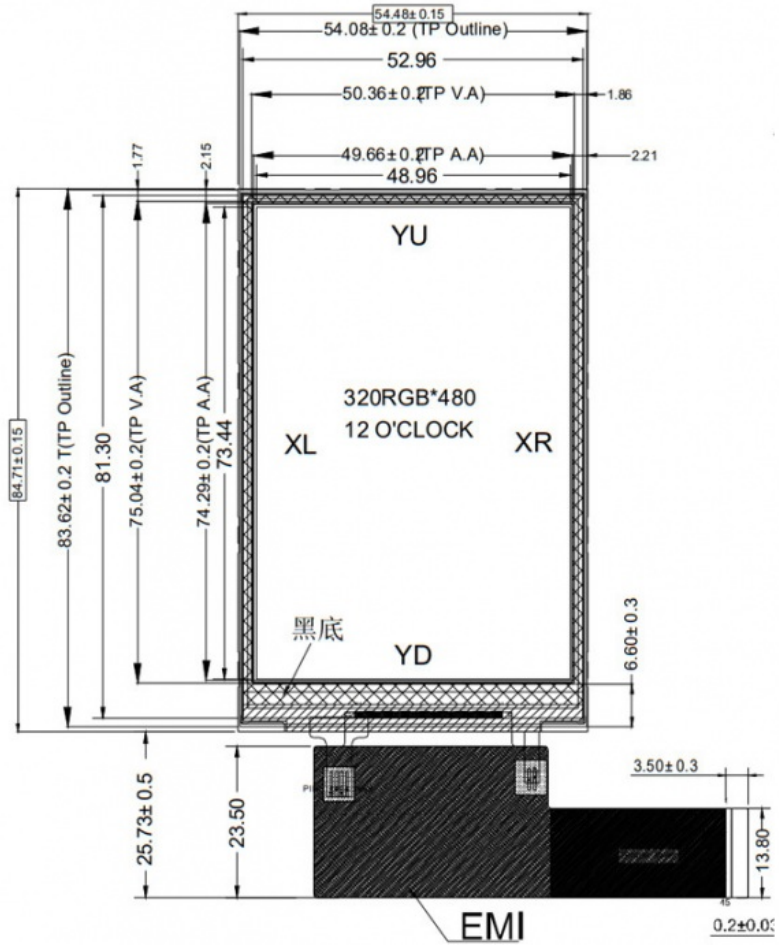 54.48±0.15
54.08±0.2 (TP Outline)
52.96
50.36±0.2(TP V.A)
1.86
49.66±0.2(TP A.A)
2.21
48.96
1.77
2.15
YU
84.71±0.15
83.62±0.2 T(TP Outline)
81.30
75.04±0.2(TP V.A)
74.29±0.2(TP A.A)
73.44
320RGB*480
12 O'CLOCK
XL
XR
黑底
YD
6.60±0.3
25.73±0.5
23.50
3.50±0.3
13.80
45
0.2±0.03
EMI